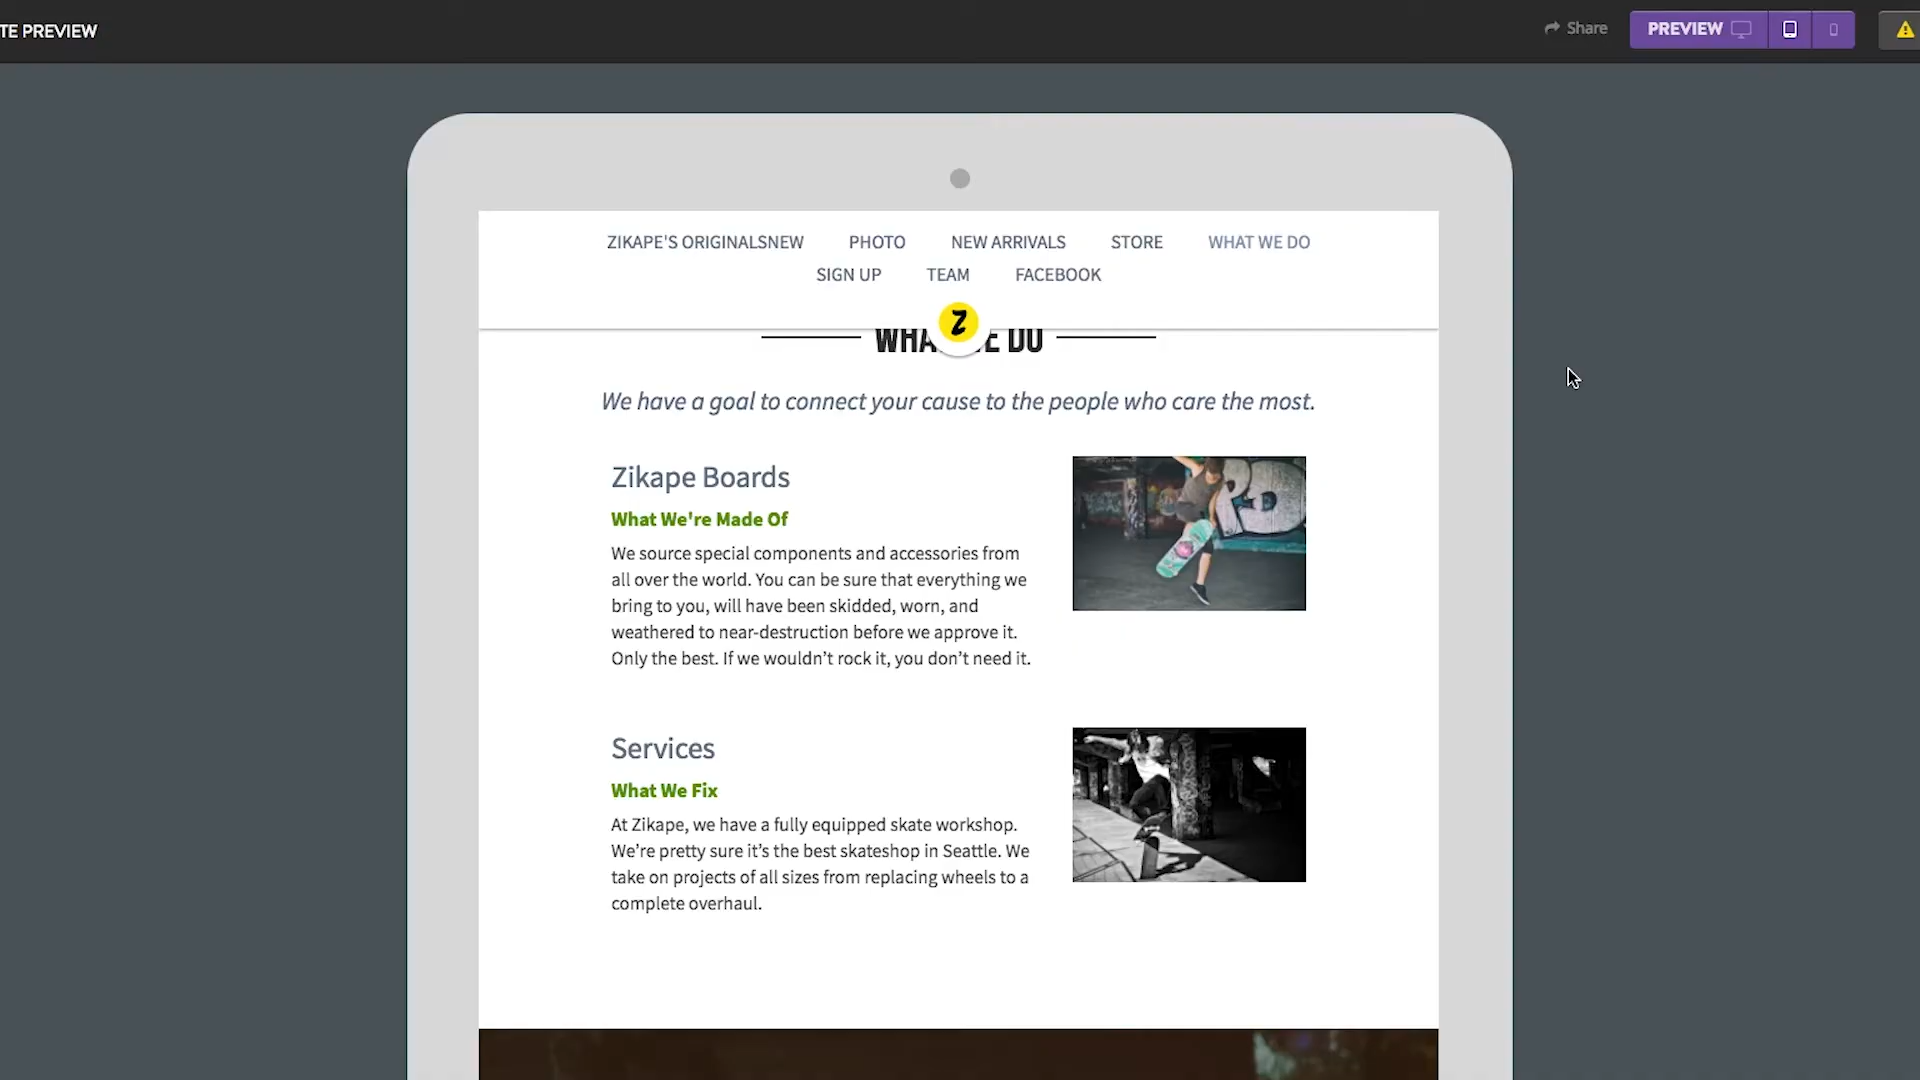 TE PREVIEW
Share
PREVIEW
ZIKAPE'S ORIGINALSNEW PHOTO NEW ARRIVALS STORE WHAT WE DO
SIGN UP TEAM FACEBOOK
Z
WHAT WE DO
We have a goal to connect your cause to the people who care the most.
Zikape Boards
What We're Made Of
We source special components and accessories from
all over the world. You can be sure that everything we
bring to you, will have been skidded, worn, and
weathered to near-destruction before we approve it.
Only the best. If we wouldn’t rock it, you don’t need it.
Services
What We Fix
At Zikape, we have a fully equipped skate workshop.
We’re pretty sure it’s the best skateshop in Seattle. We
take on projects of all sizes from replacing wheels to a
complete overhaul.